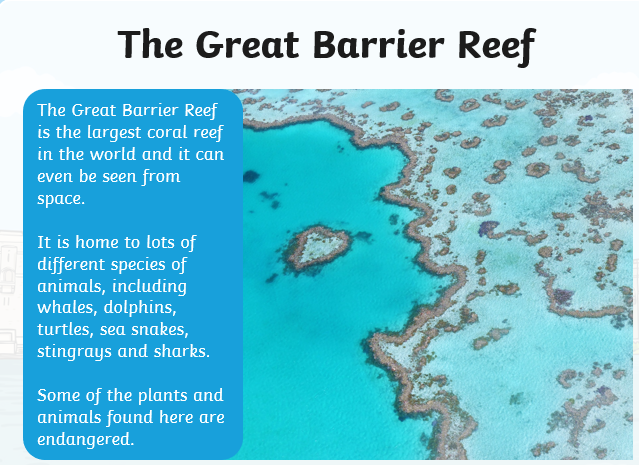 The Great Barrier Reef
The Great Barrier Reef
is the largest coral reef
in the world and it can
even be seen from
space.
It is home to lots of
different species of
animals, including
whales, dolphins,
turtles, sea snakes,
stingrays and sharks.
Some of the plants and
animals found here are
endangered.